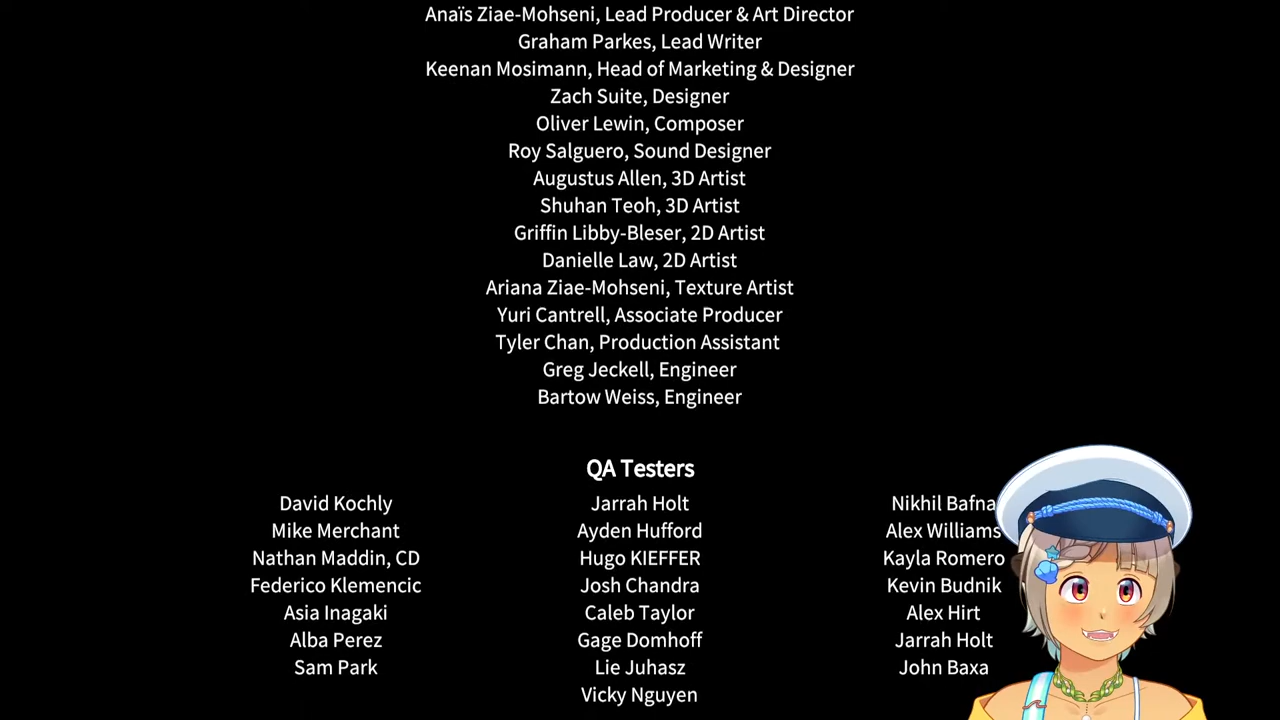 Anaïs Ziae-Mohseni, Lead Producer & Art Director
Graham Parkes, Lead Writer
Keenan Mosimann, Head of Marketing & Designer
Zach Suite, Designer
Oliver Lewin, Composer
Roy Salguero, Sound Designer
Augustus Allen, 3D Artist
Shuhan Teoh, 3D Artist
Griffin Libby-Bleser, 2D Artist
Danielle Law, 2D Artist
Ariana Ziae-Mohseni, Texture Artist
Yuri Cantrell, Associate Producer
Tyler Chan, Production Assistant
Greg Jeckell, Engineer
Bartow Weiss, Engineer
QA Testers
David Kochly Jarrah Holt Nikhil Bafna
Mike Merchant Ayden Hufford Alex Williams
Nathan Maddin, CD Hugo KIEFFER Kayla Romero
Federico Klemencic Josh Chandra Kevin Budnik
Asia Inagaki Caleb Taylor Alex Hirt
Alba Perez Gage Domhoff Jarrah Holt
Sam Park Lie Juhasz John Baxa
Vicky Nguyen